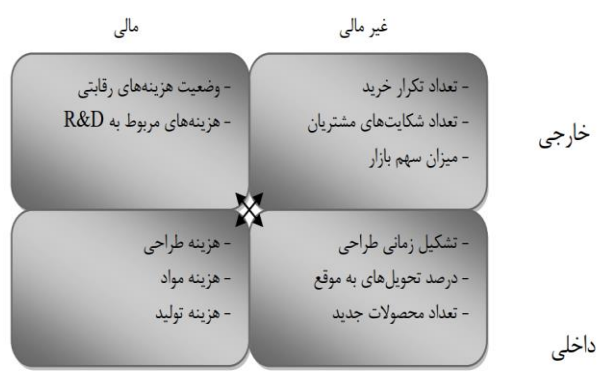 غیر مالی
مالی
خارجی
- تعداد تکرار خرید
- تعداد شکایت‌های مشتریان
- میزان سهم بازار
- وضعیت هزینه‌های رقابتی
- هزینه‌های مربوط به R&D
داخلی
- تشکیل زمانی طراحی
- درصد تحویل‌های به موقع
- تعداد محصولات جدید
- هزینه طراحی
- هزینه مواد
- هزینه تولید